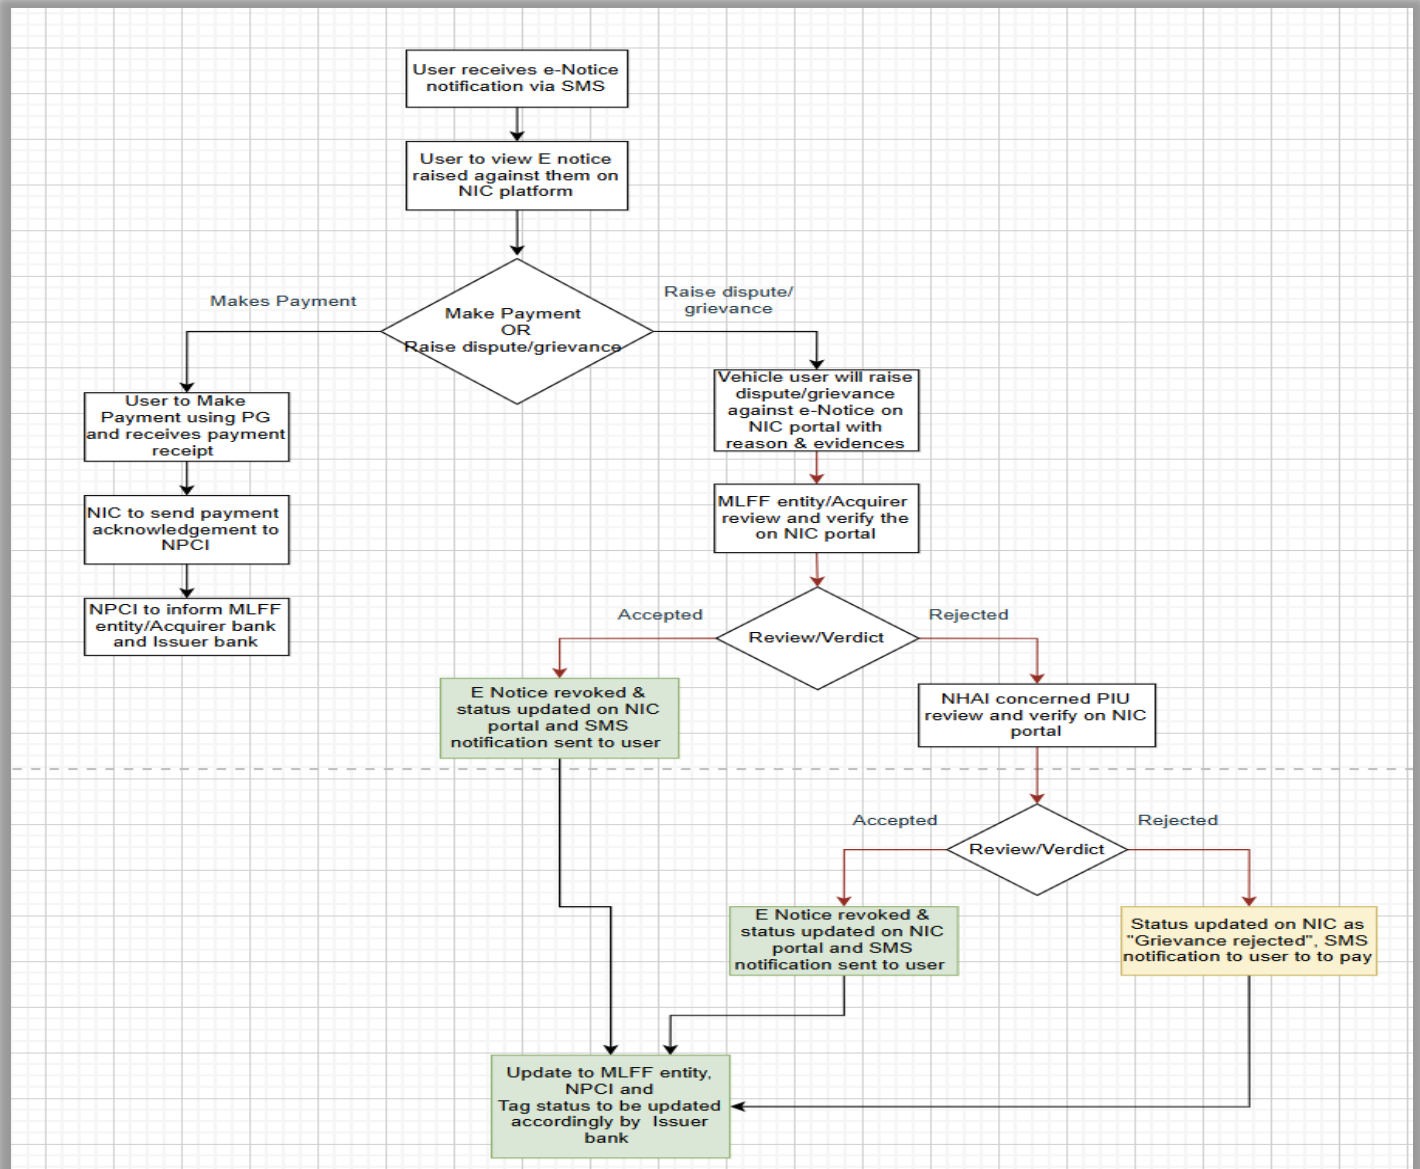 User receives e-Notice
notification via SMS
User to view E notice
raised against them on
NIC platform
Makes Payment
Make Payment
OR
Raise dispute/grievance
Raise dispute/
grievance
User to Make
Payment using PG
and receives payment
receipt
NIC to send payment
acknowledgement to
NPCI
NPCI to inform MLFF
entity/Acquirer bank
and Issuer bank
Vehicle user will raise
dispute/grievance
against e-Notice on
NIC portal with
reason & evidences
MLFF entity/Acquirer
review and verify the
on NIC portal
Accepted
Review/Verdict
Rejected
E Notice revoked &
status updated on NIC
portal and SMS
notification sent to user
NHAI concerned PIU
review and verify on NIC
portal
Accepted
Review/Verdict
Rejected
E Notice revoked &
status updated on NIC
portal and SMS
notification sent to user
Status updated on NIC as
"Grievance rejected", SMS
notification to user to to pay
Update to MLFF entity,
NPCI and
Tag status to be updated
accordingly by Issuer
bank